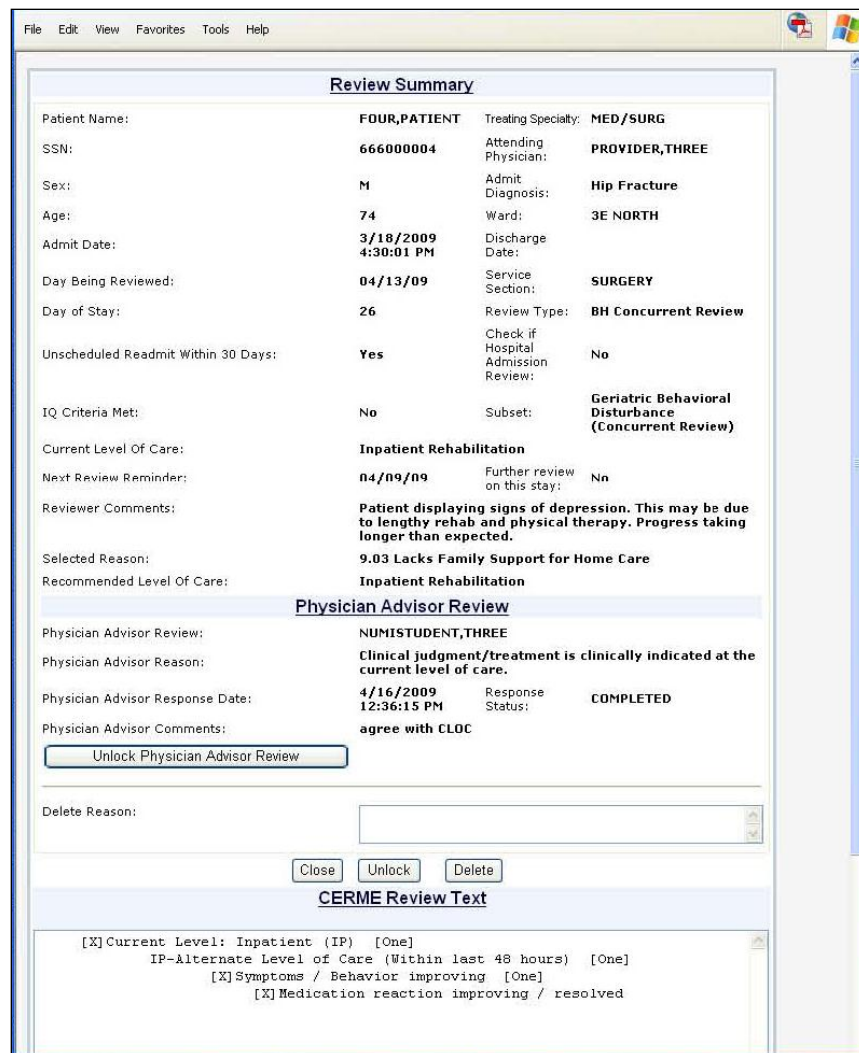 File Edit View Favorites Tools Help
Review Summary
Patient Name: FOUR,PATIENT Treating Specialty: MED/SURG
SSN: 666000004 Attending Physician: PROVIDER,THREE
Sex: M Admit Diagnosis: Hip Fracture
Age: 74 Ward: 3E NORTH
Admit Date: 3/18/2009 4:30:01 PM Discharge Date:
Day Being Reviewed: 04/13/09 Service Section: SURGERY
Day of Stay: 26 Review Type: BH Concurrent Review
Unscheduled Readmit Within 30 Days: Yes Check if Hospital Admission Review: No
IQ Criteria Met: No Subset: Geriatric Behavioral Disturbance (Concurrent Review)
Current Level Of Care: Inpatient Rehabilitation
Next Review Reminder: 04/09/09 Further review on this stay: No
Reviewer Comments: Patient displaying signs of depression. This may be due
to lengthy rehab and physical therapy. Progress taking
longer than expected.
Selected Reason: 9.03 Lacks Family Support for Home Care
Recommended Level Of Care: Inpatient Rehabilitation
Physician Advisor Review
Physician Advisor Review: NUMISTUDENT,THREE
Physician Advisor Reason: Clinical judgment/treatment is clinically indicated at the
current level of care.
Physician Advisor Response Date: 4/16/2009 12:36:15 PM Response Status: COMPLETED
Physician Advisor Comments: agree with CLOC
Unlock Physician Advisor Review
Delete Reason:
Close Unlock Delete
CERME Review Text
[X] Current Level: Inpatient (IP) [One]
IP-Alternate Level of Care (Within last 48 hours) [One]
[X] Symptoms / Behavior improving [One]
[X] Medication reaction improving / resolved